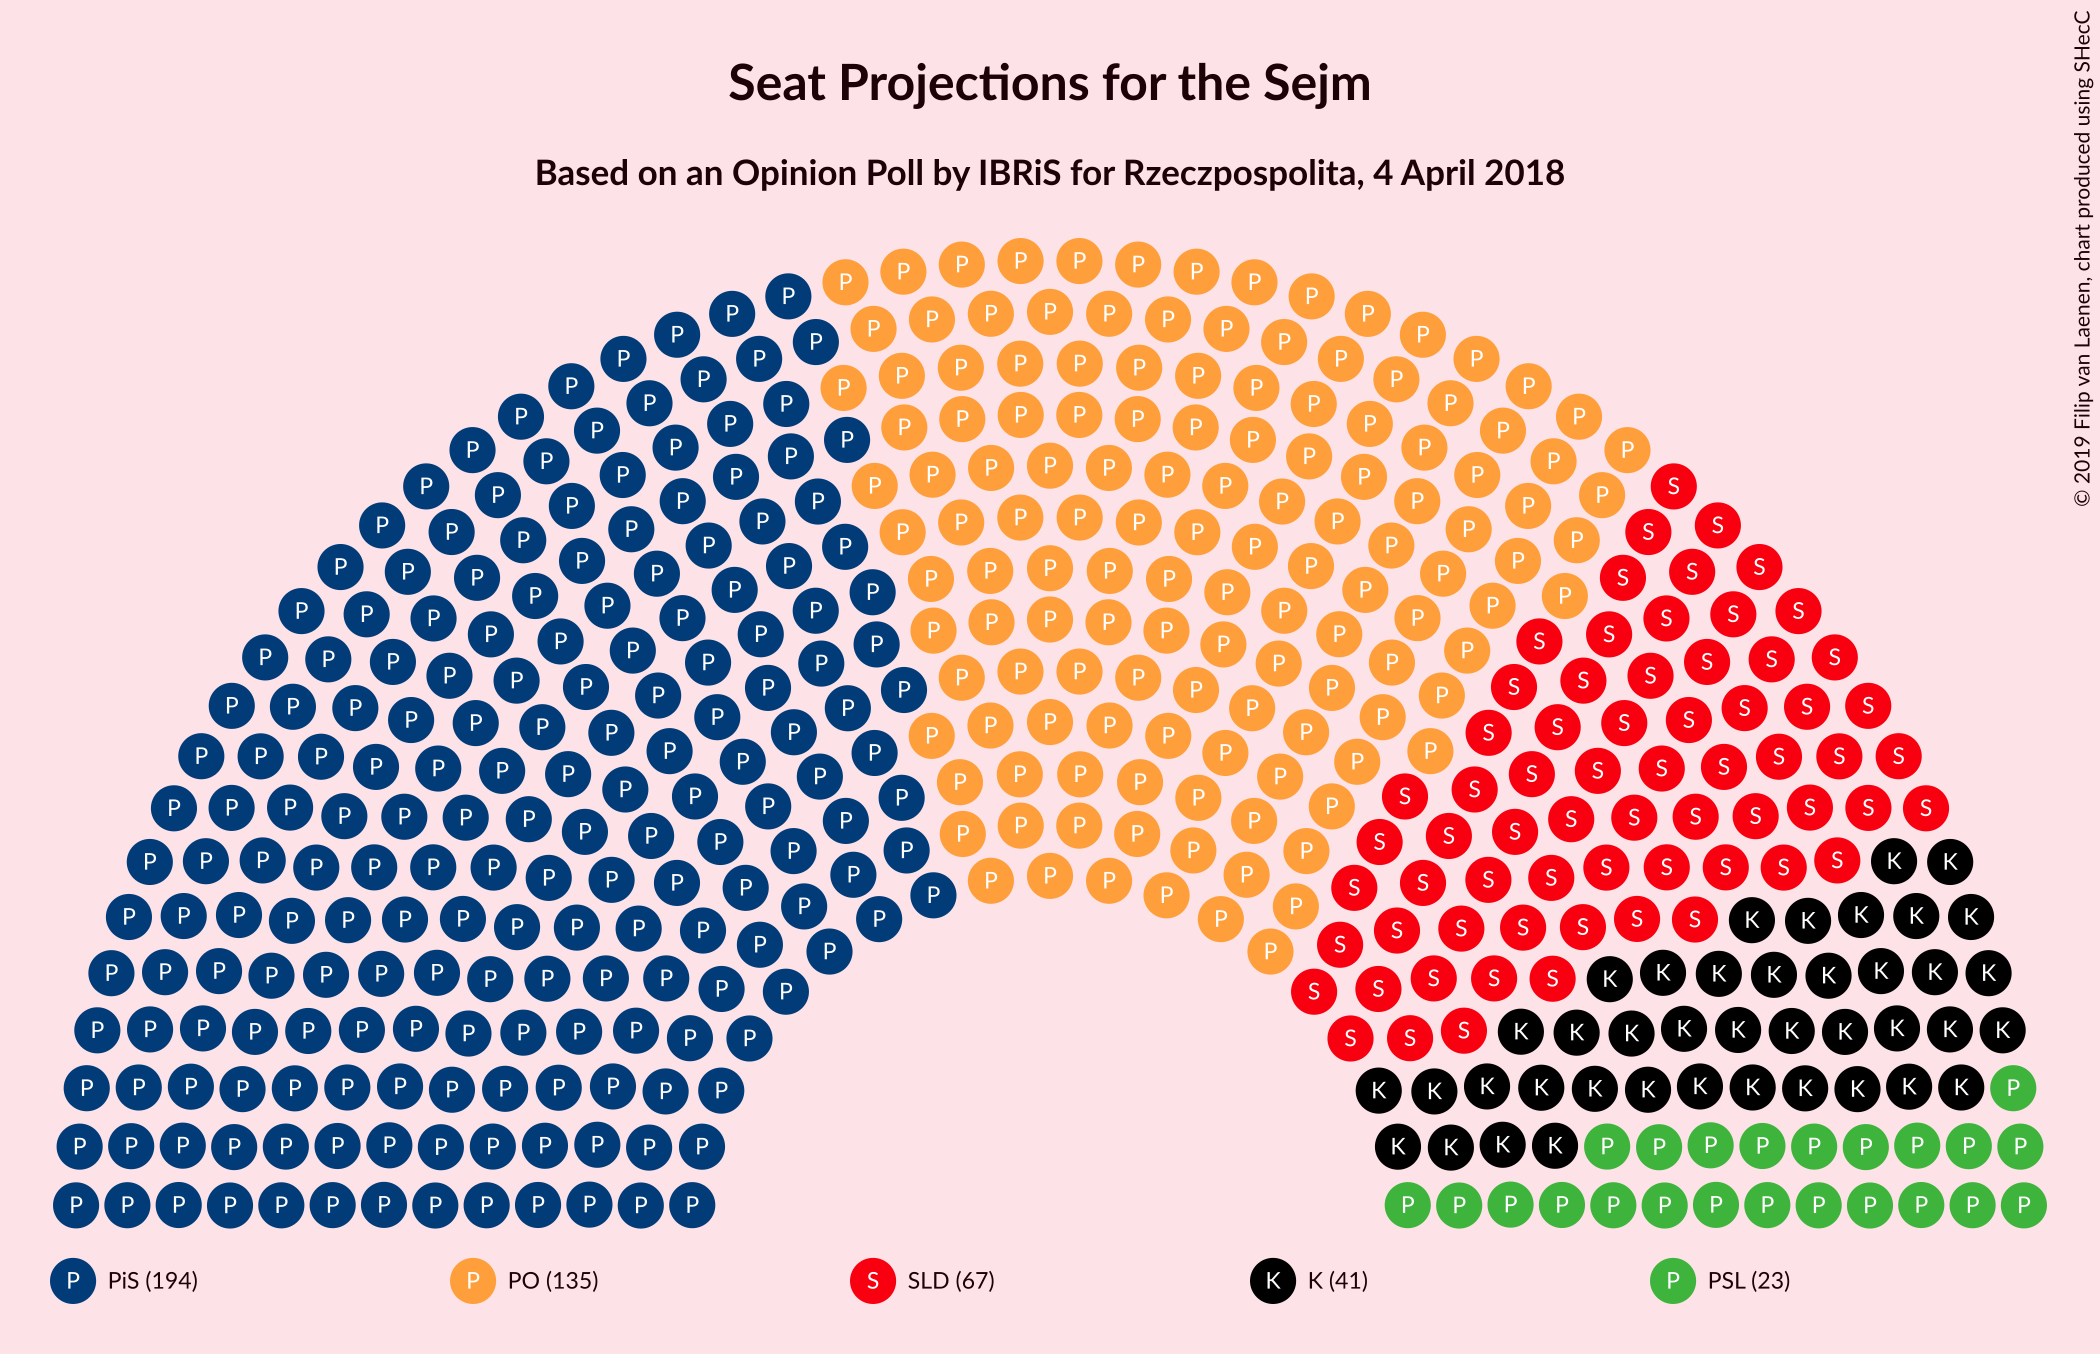 Seat Projections for the Sejm
Based on an Opinion Poll by IBRiS for Rzeczpospolita, 4 April 2018
© 2019 Filip van Laenen, chart produced using SHecC
P PiS (194)
P PO (135)
S SLD (67)
K K (41)
P PSL (23)